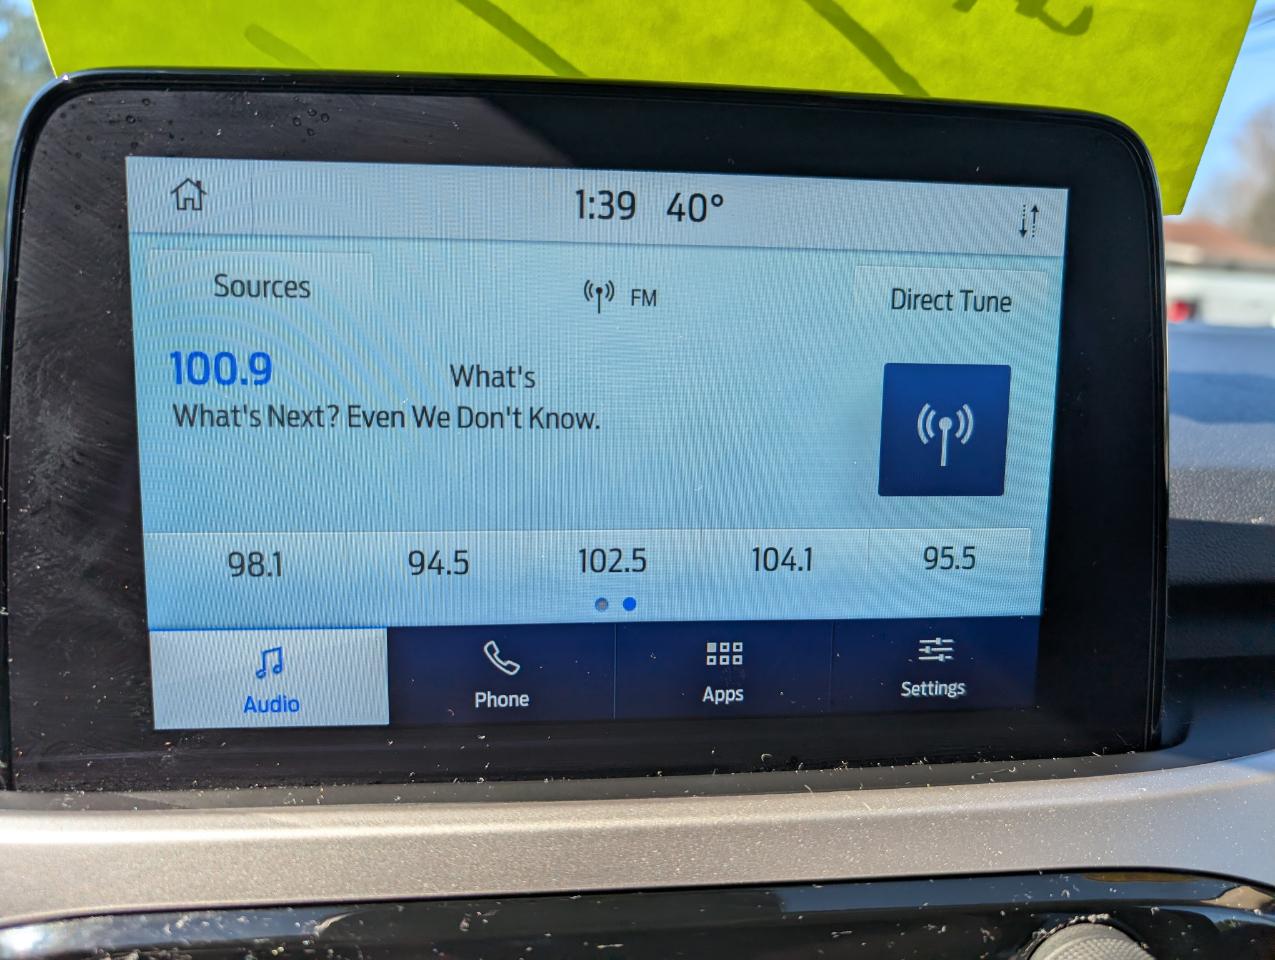 1:39 40°
Sources
FM
Direct Tune
100.9
What's
What's Next? Even We Don't Know.
98.1 94.5 102.5 104.1 95.5
Audio
Phone
Apps
Settings